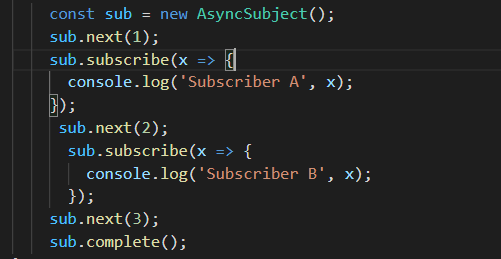 const sub = new AsyncSubject();
sub.next(1);
sub.subscribe(x => {
console.log('Subscriber A', x);
});
sub.next(2);
sub.subscribe(x => {
console.log('Subscriber B', x);
});
sub.next(3);
sub.complete();